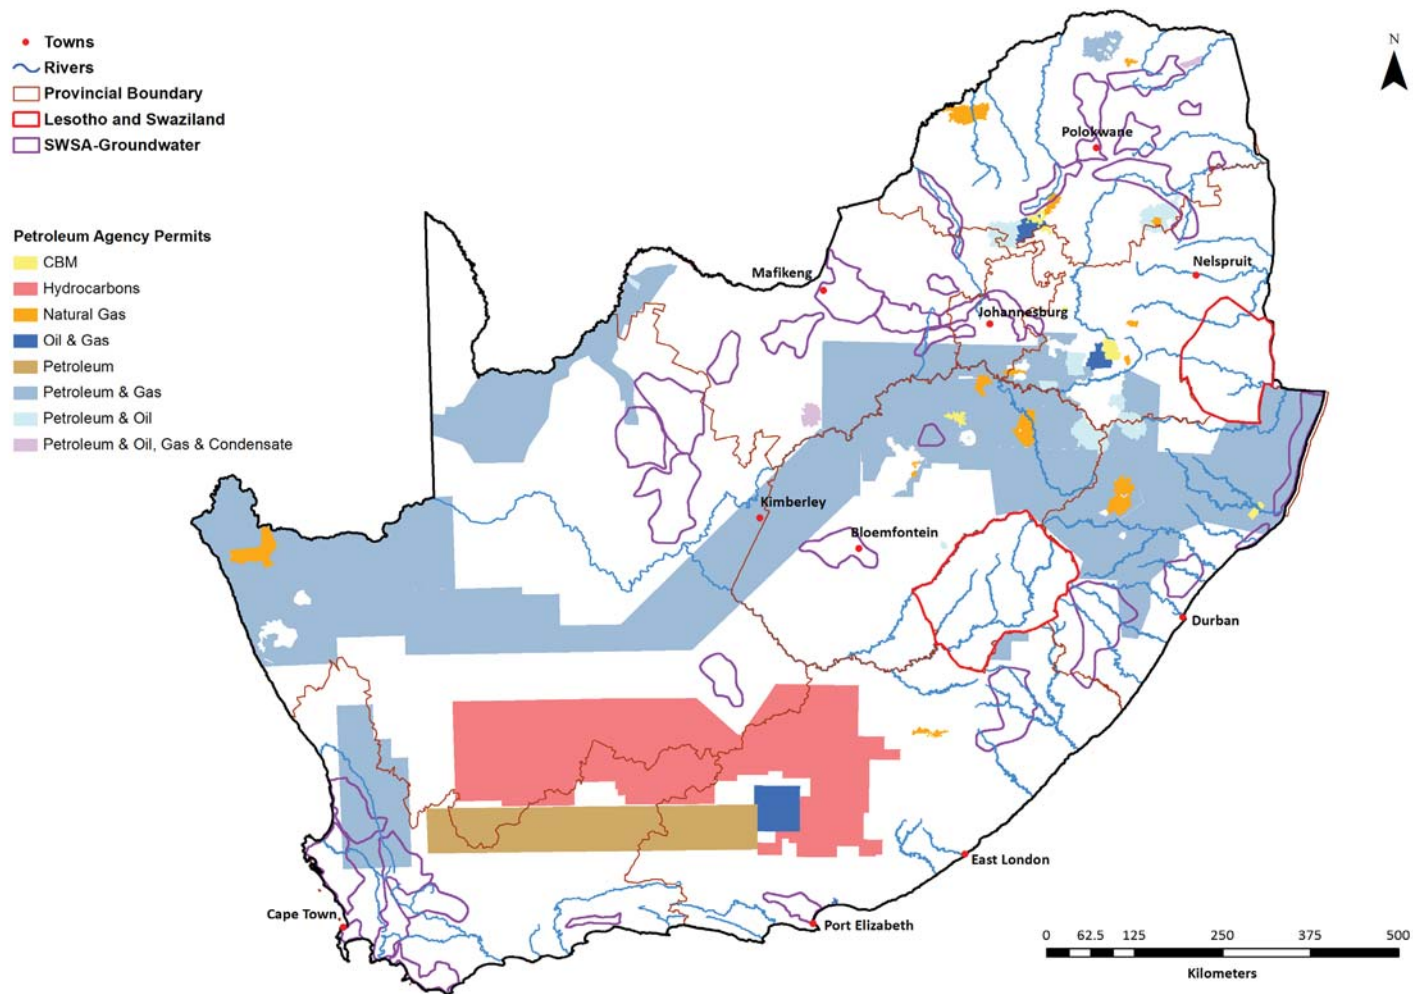 Towns
Rivers
Provincial Boundary
Lesotho and Swaziland
SWSA-Groundwater
Petroleum Agency Permits
CBM
Hydrocarbons
Natural Gas
Oil & Gas
Petroleum
Petroleum & Gas
Petroleum & Oil
Petroleum & Oil, Gas & Condensate
N
Polokwane
Mafikeng
Nelspruit
Johannesburg
Kimberley
Bloemfontein
Durban
East London
Cape Town
Port Elizabeth
0 62.5 125 250 375 500
Kilometers